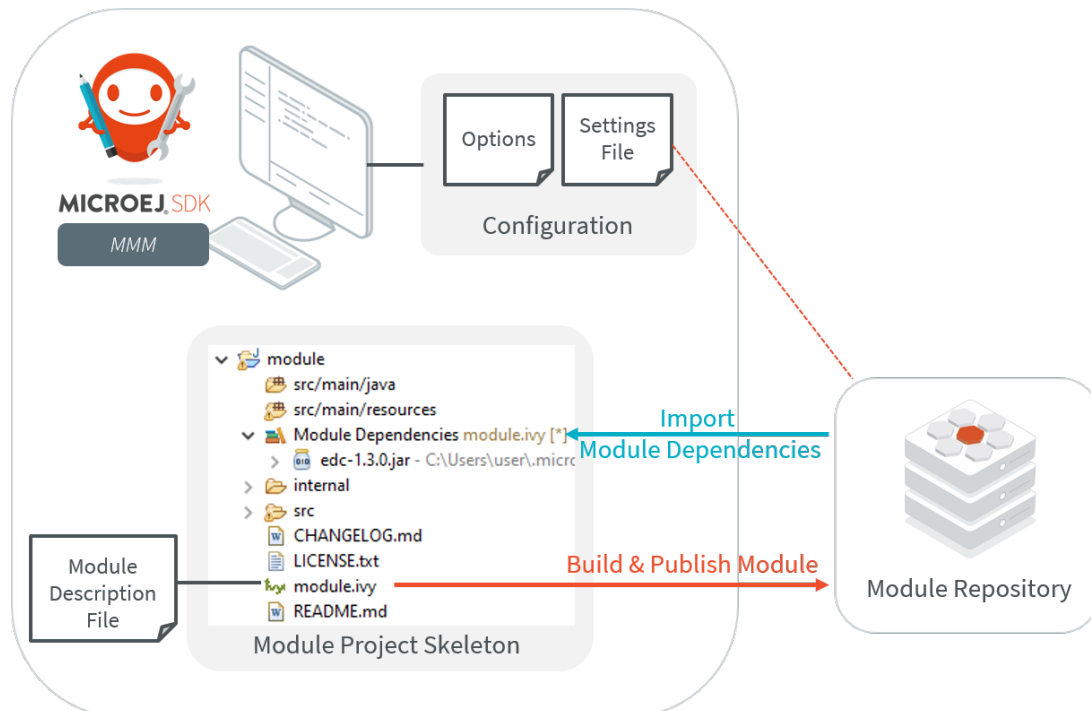 MICROEJ. SDK
MMM
Options
Settings
File
Configuration
module
src/main/java
src/main/resources
Module Dependencies module.ivy [*]
edc-1.3.0.jar - C:\Users\user\.micro
internal
src
CHANGELOG.md
LICENSE.txt
module.ivy
README.md
Module Project Skeleton
Module
Description
File
Import
Module Dependencies
Build & Publish Module
Module Repository